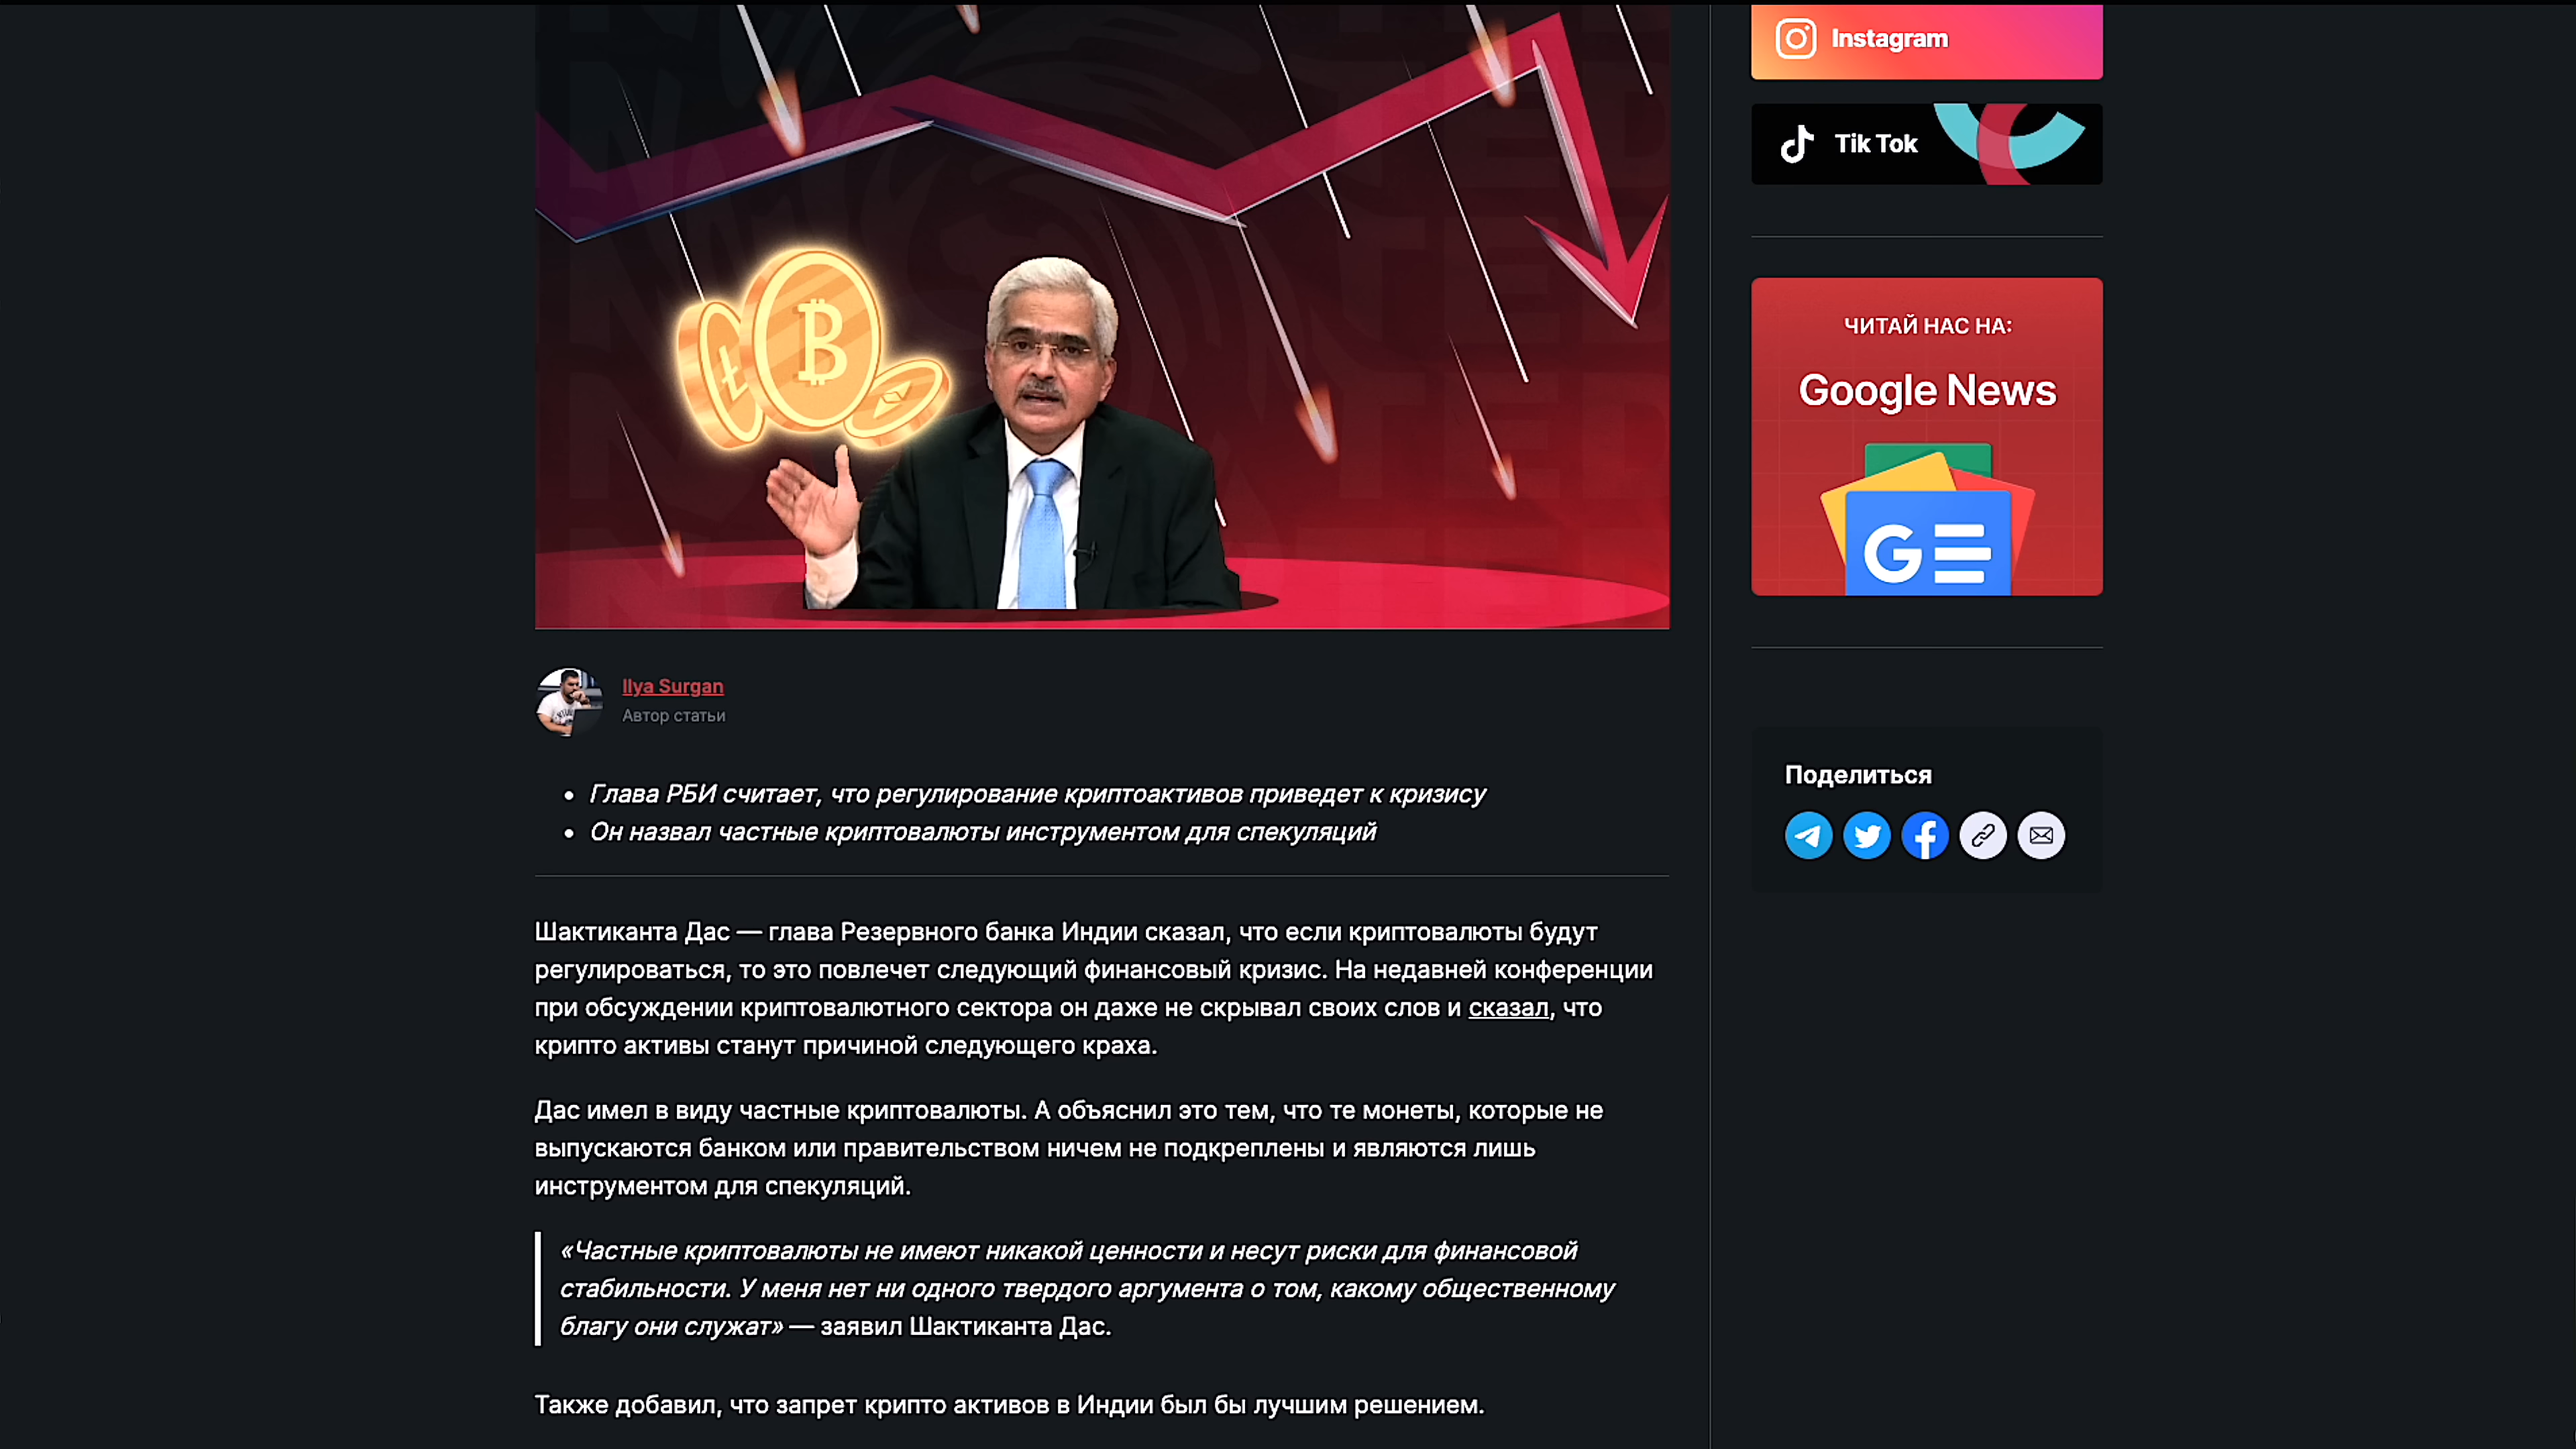 Instagram
Tik Tok
ЧИТАЙ НАС НА:
Google News
Ilya Surgan
Автор статьи
Глава РБИ считает, что регулирование криптоактивов приведет к кризису
Он назвал частные криптовалюты инструментом для спекуляций
Поделиться
Шактиканта Дас — глава Резервного банка Индии сказал, что если криптовалюты будут
регулироваться, то это повлечет следующий финансовый кризис. На недавней конференции
при обсуждении криптовалютного сектора он даже не скрывал своих слов и сказал, что
крипто активы станут причиной следующего краха.
Дас имел в виду частные криптовалюты. А объяснил это тем, что те монеты, которые не
выпускаются банком или правительством ничем не подкреплены и являются лишь
инструментом для спекуляций.
«Частные криптовалюты не имеют никакой ценности и несут риски для финансовой
стабильности. У меня нет ни одного твердого аргумента о том, какому общественному
благу они служат» — заявил Шактиканта Дас.
Также добавил, что запрет крипто активов в Индии был бы лучшим решением.